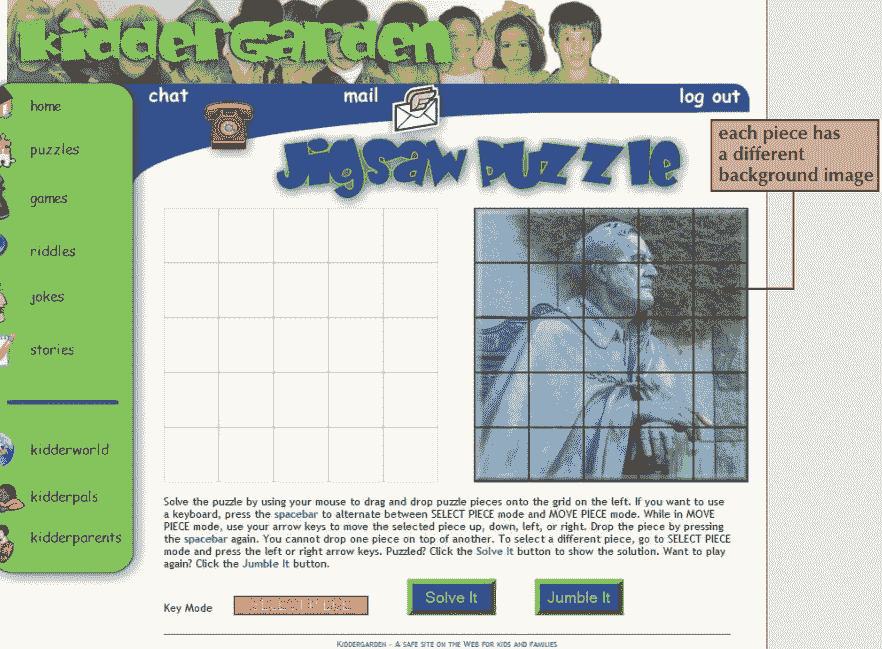 kiddergarden
chat
mail
log out
home
puzzles
games
riddles
jokes
stories
kidderworld
kidderpals
kidderparents
Jigsaw Puzzle
each piece has
a different
background image
Solve the puzzle by using your mouse to drag and drop puzzle pieces onto the grid on the left. If you want to use
a keyboard, press the spacebar to alternate between SELECT PIECE mode and MOVE PIECE mode. While in MOVE
PIECE mode, use your arrow keys to move the selected piece up, down, left, or right. Drop the piece by pressing
the spacebar again. You cannot drop one piece on top of another. To select a different piece, go to SELECT PIECE
mode and press the left or right arrow keys. Puzzled? Click the Solve It button to show the solution. Want to play
again? Click the Jumble It button.
Key Mode
Solve It
Jumble It
Kiddergarden - A safe site on the Web for kids and families